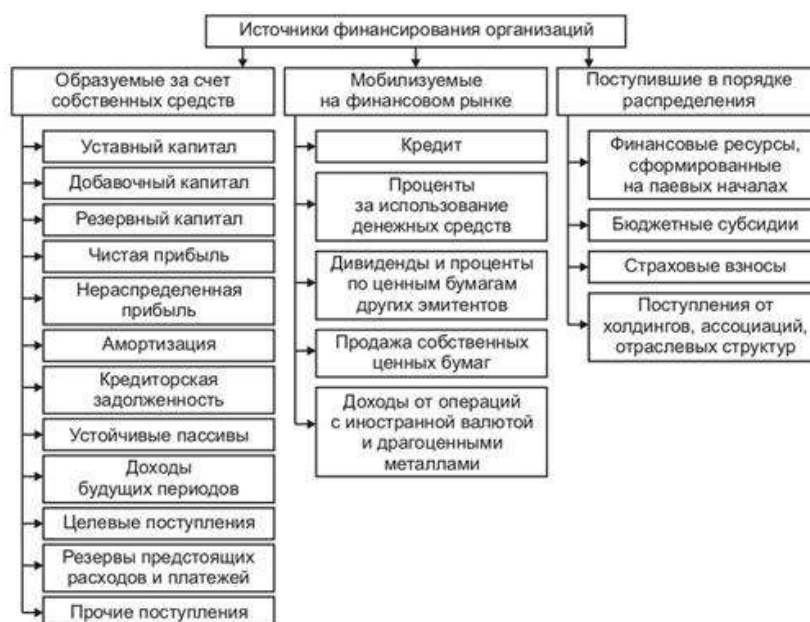 Источники финансирования организаций
Образуемые за счет
собственных средств
Уставный капитал
Добавочный капитал
Резервный капитал
Чистая прибыль
Нераспределенная
прибыль
Амортизация
Кредиторская
задолженность
Устойчивые пассивы
Доходы
будущих периодов
Целевые поступления
Резервы предстоящих
расходов и платежей
Прочие поступления
Мобилизуемые
на финансовом рынке
Кредит
Проценты
за использование
денежных средств
Дивиденды и проценты
по ценным бумагам
других эмитентов
Продажа собственных
ценных бумаг
Доходы от операций
с иностранной валютой
и драгоценными
металлами
Поступившие в порядке
распределения
Финансовые ресурсы,
сформированные
на паевых началах
Бюджетные субсидии
Страховые взносы
Поступления от
холдингов, ассоциаций,
отраслевых структур